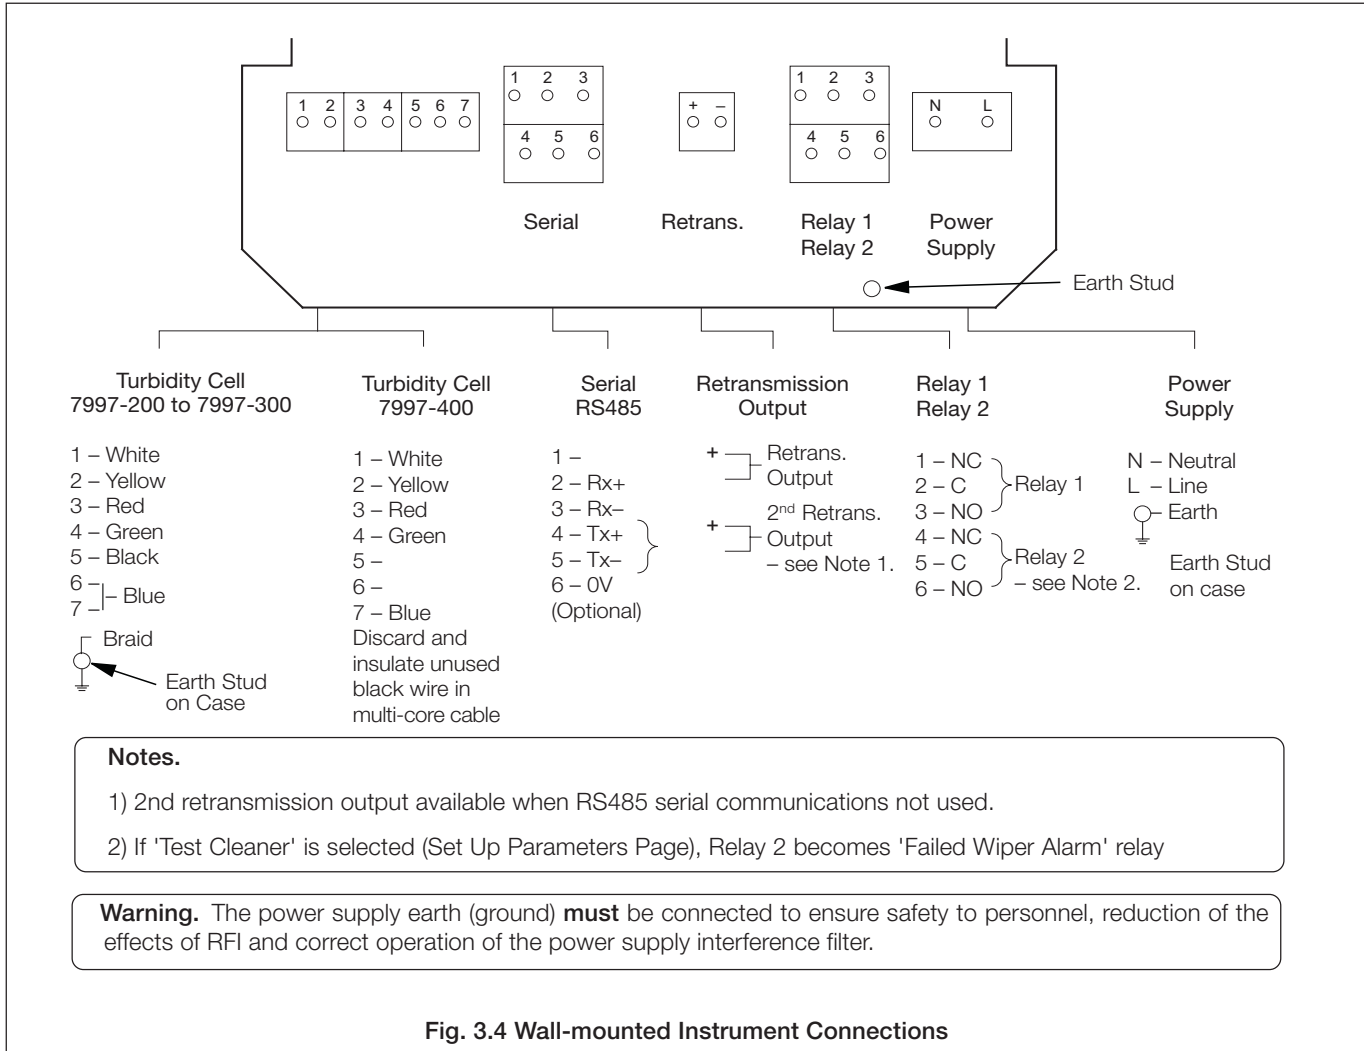 1 2 3 4 5 6 7
1 2 3
4 5 6
+ –
1 2 3
4 5 6
N L
Serial
Retrans.
Relay 1
Relay 2
Power
Supply
Earth Stud
Turbidity Cell
7997-200 to 7997-300
1 – White
2 – Yellow
3 – Red
4 – Green
5 – Black
6 –
7 –
– Blue
Braid
Earth Stud
on Case
Turbidity Cell
7997-400
1 – White
2 – Yellow
3 – Red
4 – Green
5 –
6 –
7 – Blue
Discard and
insulate unused
black wire in
multi-core cable
Serial
RS485
1 –
2 – Rx+
3 – Rx–
4 – Tx+
5 – Tx–
6 – 0V
(Optional)
Retransmission
Output
+
Retrans.
Output
+
2nd Retrans.
Output
– see Note 1.
Relay 1
Relay 2
1 – NC
2 – C
3 – NO
Relay 1
4 – NC
5 – C
6 – NO
Relay 2
– see Note 2.
Power
Supply
N – Neutral
L – Line
– Earth
Earth Stud
on case
Notes.
1) 2nd retransmission output available when RS485 serial communications not used.
2) If 'Test Cleaner' is selected (Set Up Parameters Page), Relay 2 becomes 'Failed Wiper Alarm' relay
Warning. The power supply earth (ground) must be connected to ensure safety to personnel, reduction of the
effects of RFI and correct operation of the power supply interference filter.
Fig. 3.4 Wall-mounted Instrument Connections